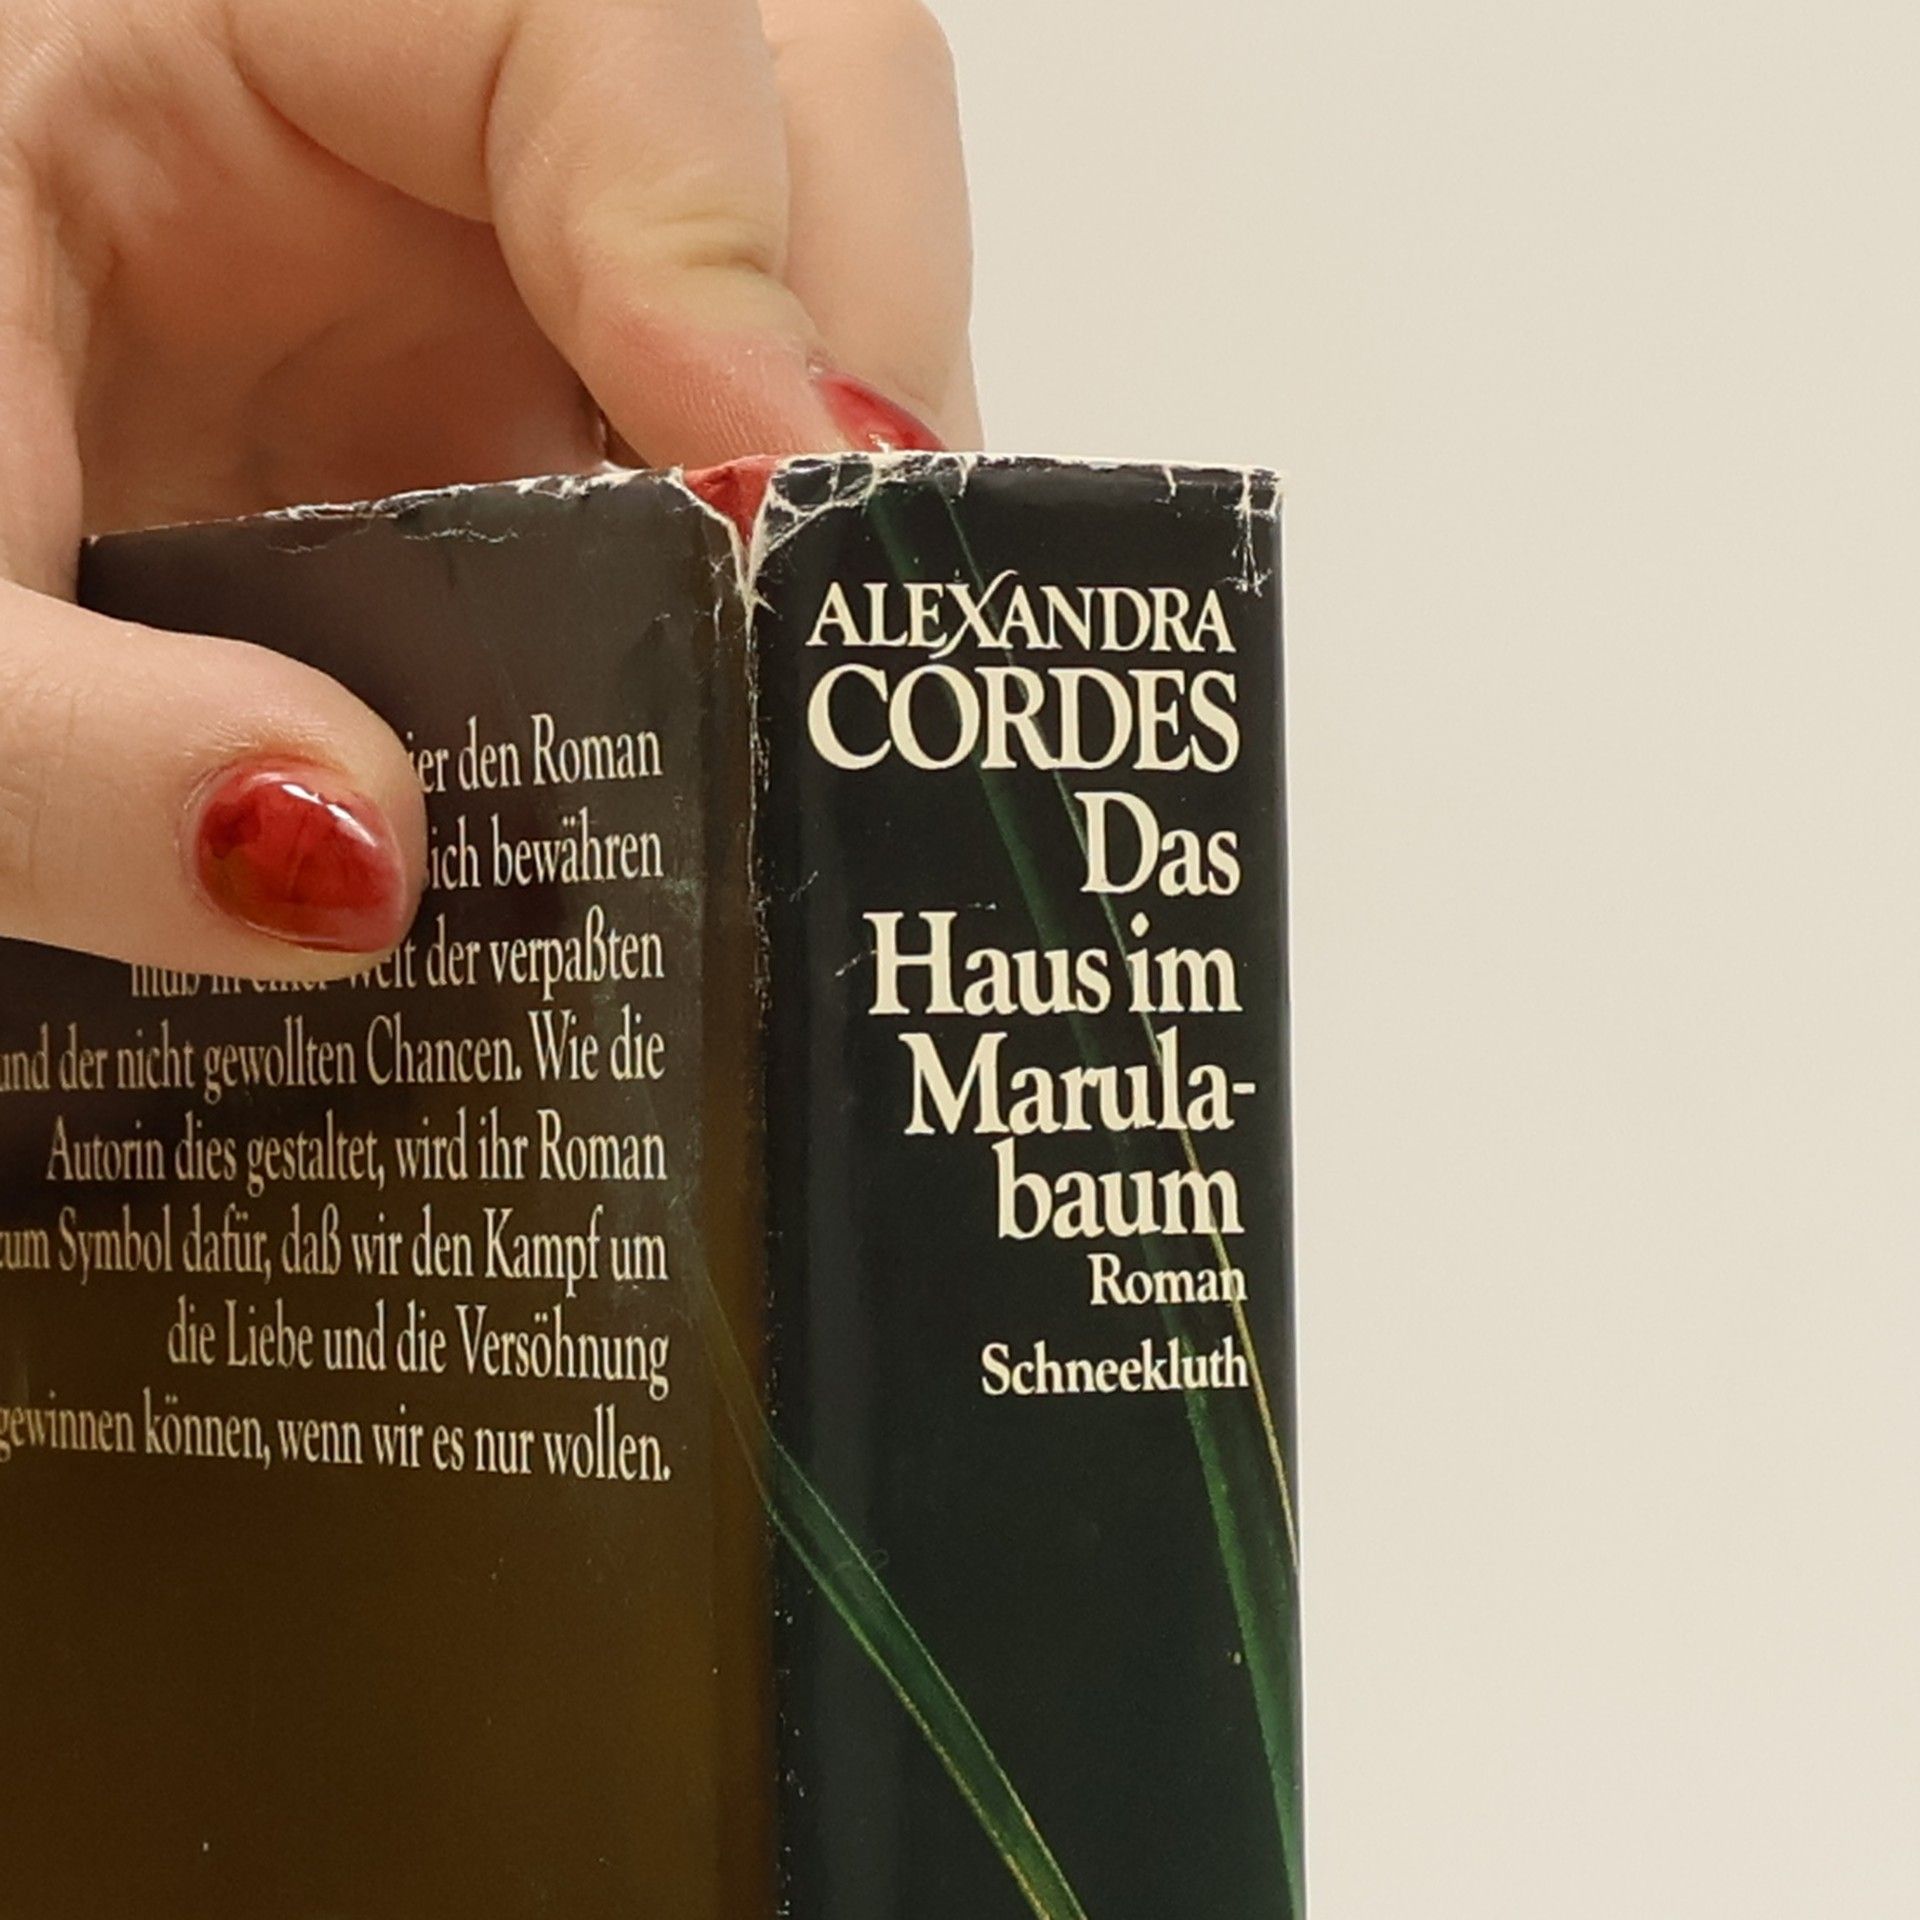 den Roman
bewähren
der verpaßten
und der nicht gewollten Chancen. Wie die
Autorin dies gestaltet, wird ihr Roman
zum Symbol dafür, daß wir den Kampf um
die Liebe und die Versöhnung
gewinnen können, wenn wir es nur wollen.
ALEXANDRA
CORDES
Das
Haus im
Marula-
baum
Roman
Schneekluth